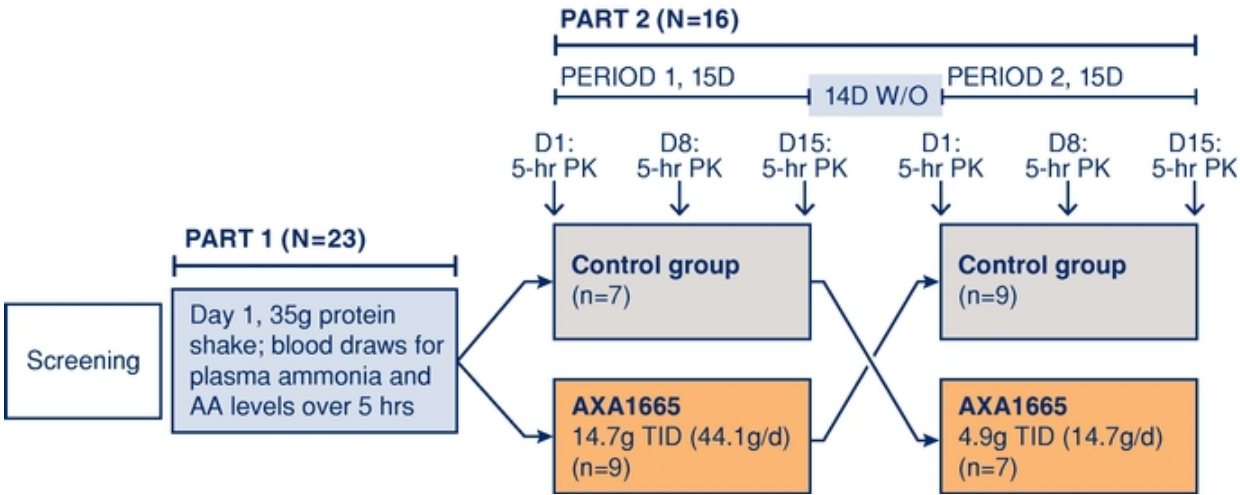 PART 2 (N=16)
PERIOD 1, 15D
14D W/O
PERIOD 2, 15D
D1:
5-hr PK
D8:
5-hr PK
D15:
5-hr PK
D1:
5-hr PK
D8:
5-hr PK
D15:
5-hr PK
PART 1 (N=23)
Screening
Day 1, 35g protein
shake; blood draws for
plasma ammonia and
AA levels over 5 hrs
Control group
(n=7)
AXA1665
14.7g TID (44.1g/d)
(n=9)
Control group
(n=9)
AXA1665
4.9g TID (14.7g/d)
(n=7)